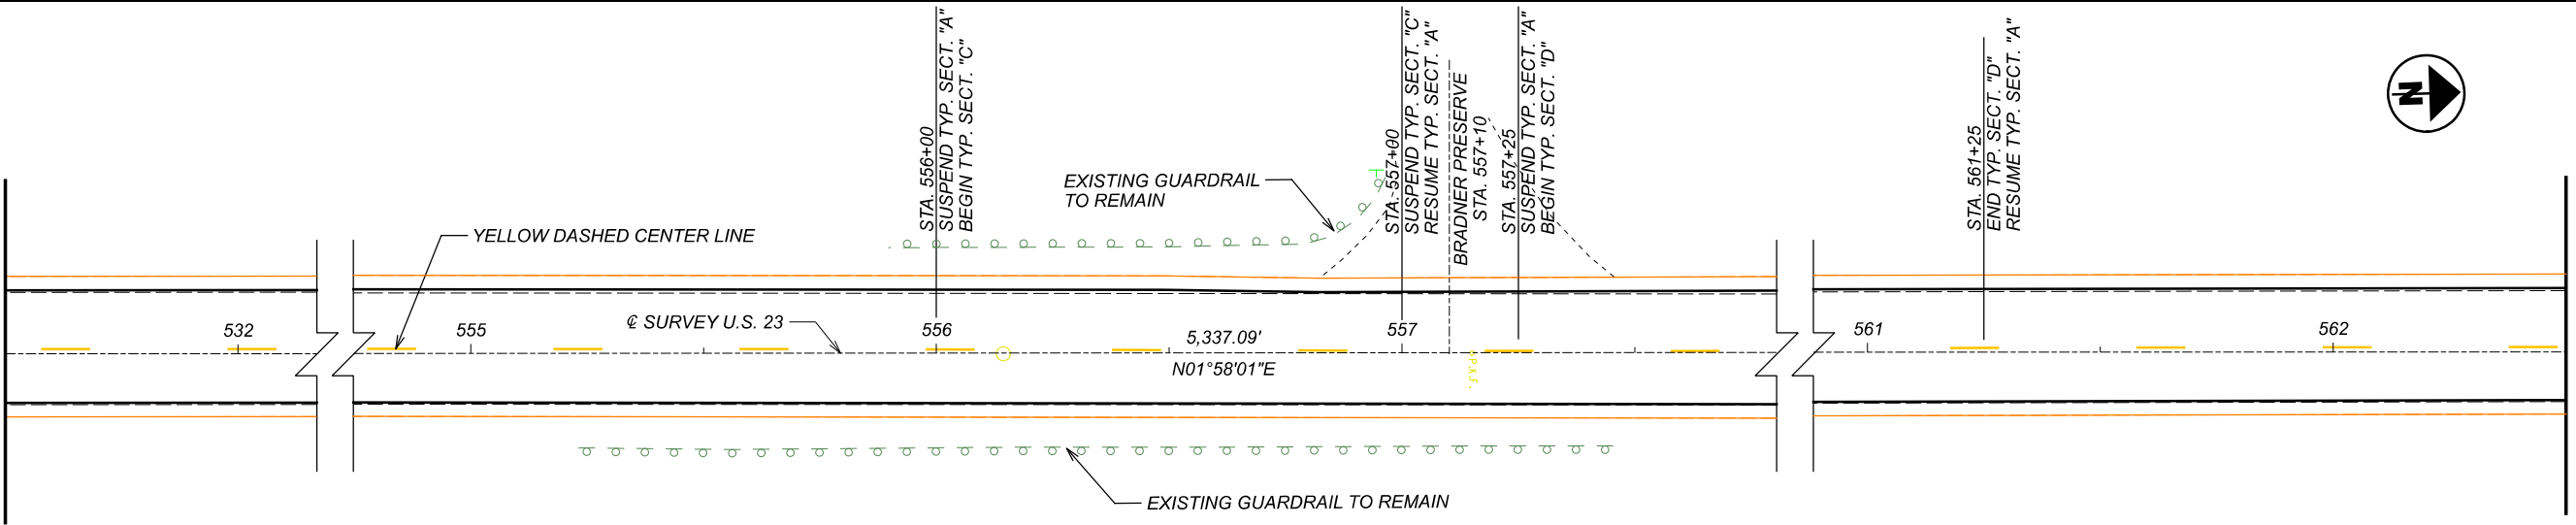 STA. 556+00
SUSPEND TYP. SECT. "A"
BEGIN TYP. SECT. "C"
STA. 557+00
SUSPEND TYP. SECT. "C"
RESUME TYP. SECT. "A"
BRADNER PRESERVE
STA. 557+10
STA. 557+25
SUSPEND TYP. SECT. "A"
BEGIN TYP. SECT. "D"
STA. 561+25
END TYP. SECT. "D"
RESUME TYP. SECT. "A"
N
EXISTING GUARDRAIL
TO REMAIN
T
YELLOW DASHED CENTER LINE
532
555
℄ SURVEY U.S. 23
556
5,337.09'
557
561
562
N01°58'01"E
P.K.F.
EXISTING GUARDRAIL TO REMAIN